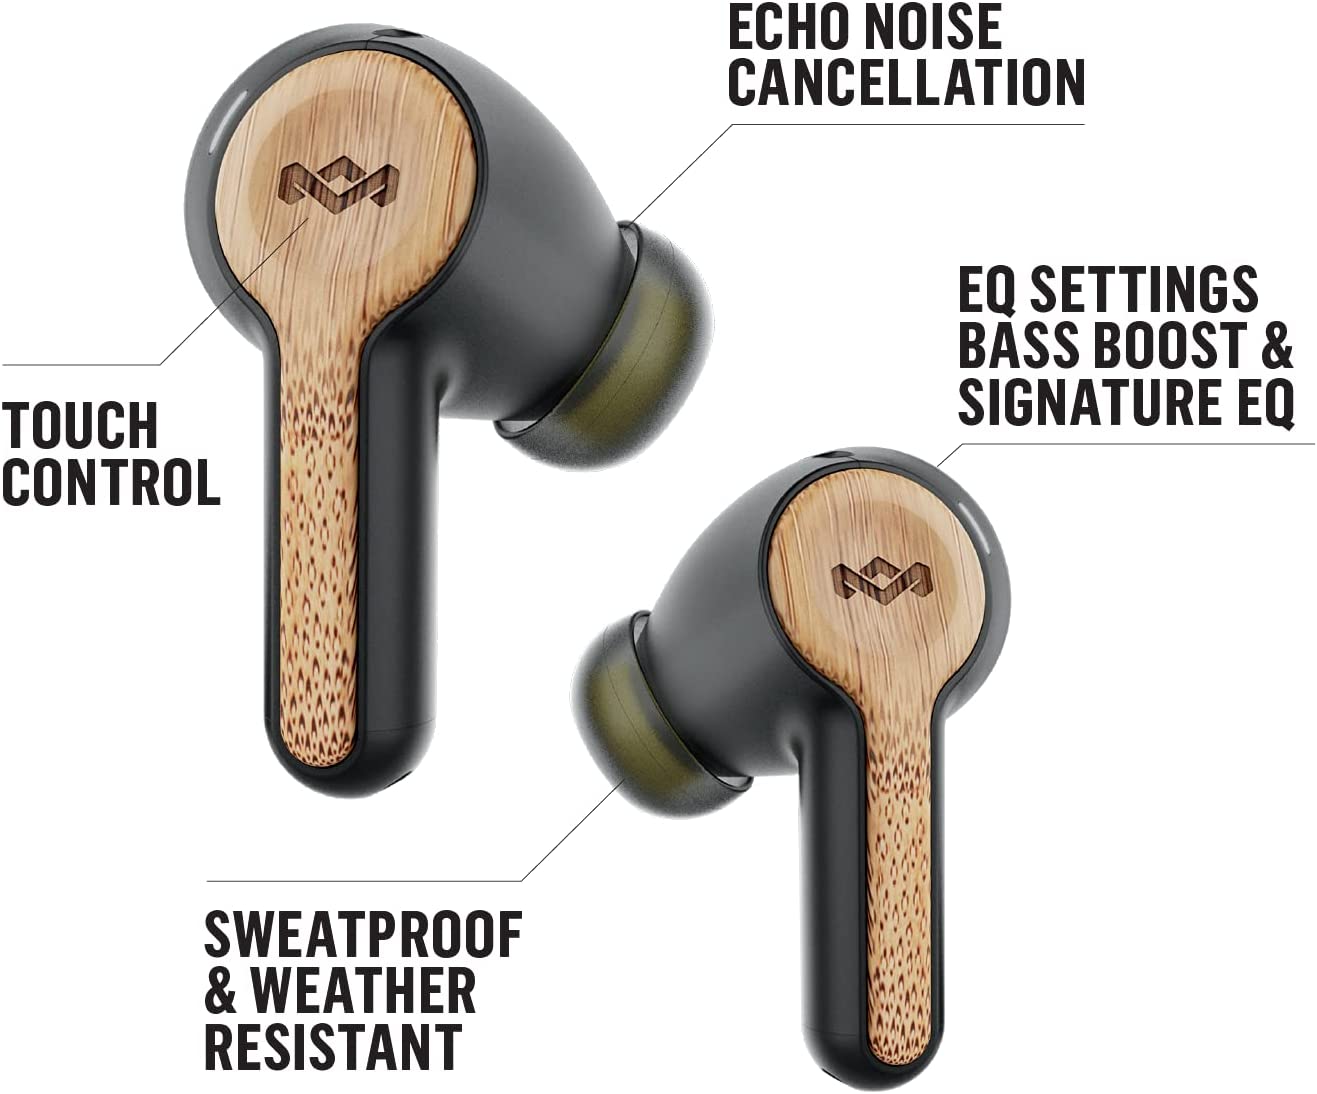 ECHO NOISE
CANCELLATION
EQ SETTINGS
BASS BOOST &
SIGNATURE EQ
TOUCH
CONTROL
SWEATPROOF
& WEATHER
RESISTANT